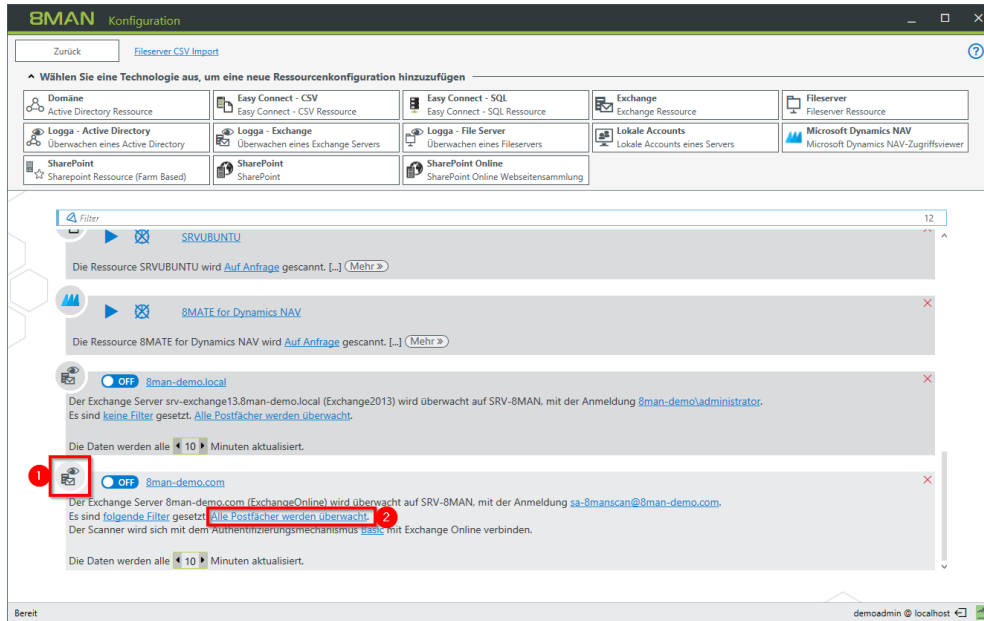 8MAN Konfiguration
Zurück Fileserver CSV Import
Wählen Sie eine Technologie aus, um eine neue Ressourcenkonfiguration hinzuzufügen
Domäne
Active Directory Ressource
Easy Connect - CSV
Easy Connect - CSV Ressource
Easy Connect - SQL
Easy Connect - SQL Ressource
Exchange
Exchange Ressource
Fileserver
Fileserver Ressource
Logga - Active Directory
Überwachen eines Active Directory
Logga - Exchange
Überwachen eines Exchange Servers
Logga - File Server
Überwachen eines Fileservers
Lokale Accounts
Lokale Accounts eines Servers
Microsoft Dynamics NAV
Microsoft Dynamics NAV-Zugriffsviewer
SharePoint
Sharepoint Ressource (Farm Based)
SharePoint
SharePoint
SharePoint Online
SharePoint Online Webseitensammlung
Filter 12
SRVUBUNTU
Die Ressource SRVUBUNTU wird Auf Anfrage gescannt. [...] Mehr »
8MATE for Dynamics NAV
Die Ressource 8MATE for Dynamics NAV wird Auf Anfrage gescannt. [...] Mehr »
OFF 8man-demo.local
Der Exchange Server srv-exchange13.8man-demo.local (Exchange2013) wird überwacht auf SRV-8MAN, mit der Anmeldung 8man-demo\administrator.
Es sind keine Filter gesetzt. Alle Postfächer werden überwacht.
Die Daten werden alle 10 Minuten aktualisiert.
1
OFF 8man-demo.com
Der Exchange Server 8man-demo.com (ExchangeOnline) wird überwacht auf SRV-8MAN, mit der Anmeldung sa-8manscan@8man-demo.com.
Es sind folgende Filter gesetzt. Alle Postfächer werden überwacht. 2
Der Scanner wird sich mit dem Authentifizierungsmechanismus Basic mit Exchange Online verbinden.
Die Daten werden alle 10 Minuten aktualisiert.
Bereit demoadmin @ localhost